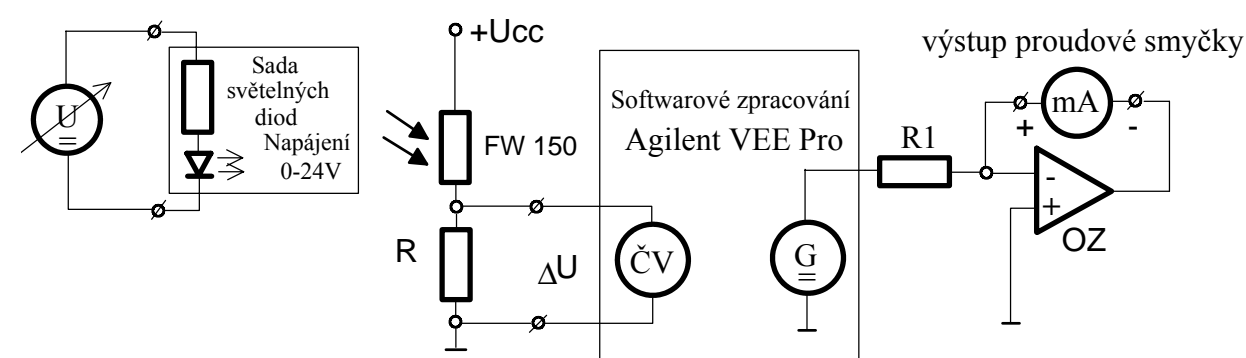 U
=
Sada
světelných
diod
Napájení
0-24V
+Ucc
FW 150
R
ΔU
Softwarové zpracování
Agilent VEE Pro
ČV
G
=
R1
výstup proudové smyčky
mA
+
-
-
+
OZ